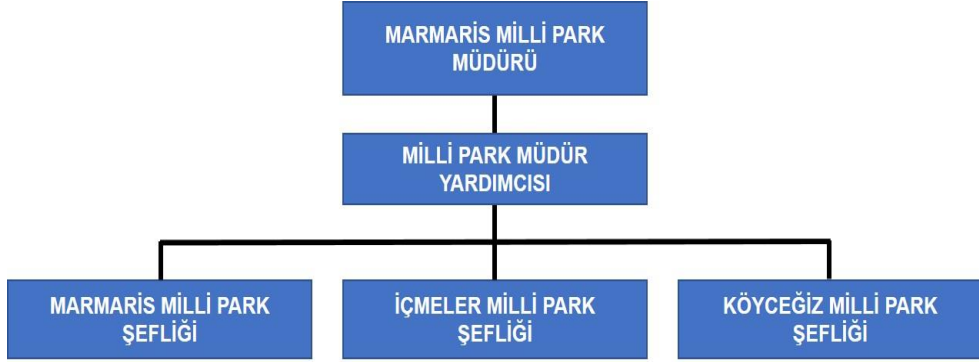 MARMARİS MİLLİ PARK
MÜDÜRÜ
MİLLİ PARK MÜDÜR
YARDIMCISI
MARMARİS MİLLİ PARK
ŞEFLİĞİ
İÇMELER MİLLİ PARK
ŞEFLİĞİ
KÖYCEĞİZ MİLLİ PARK
ŞEFLİĞİ